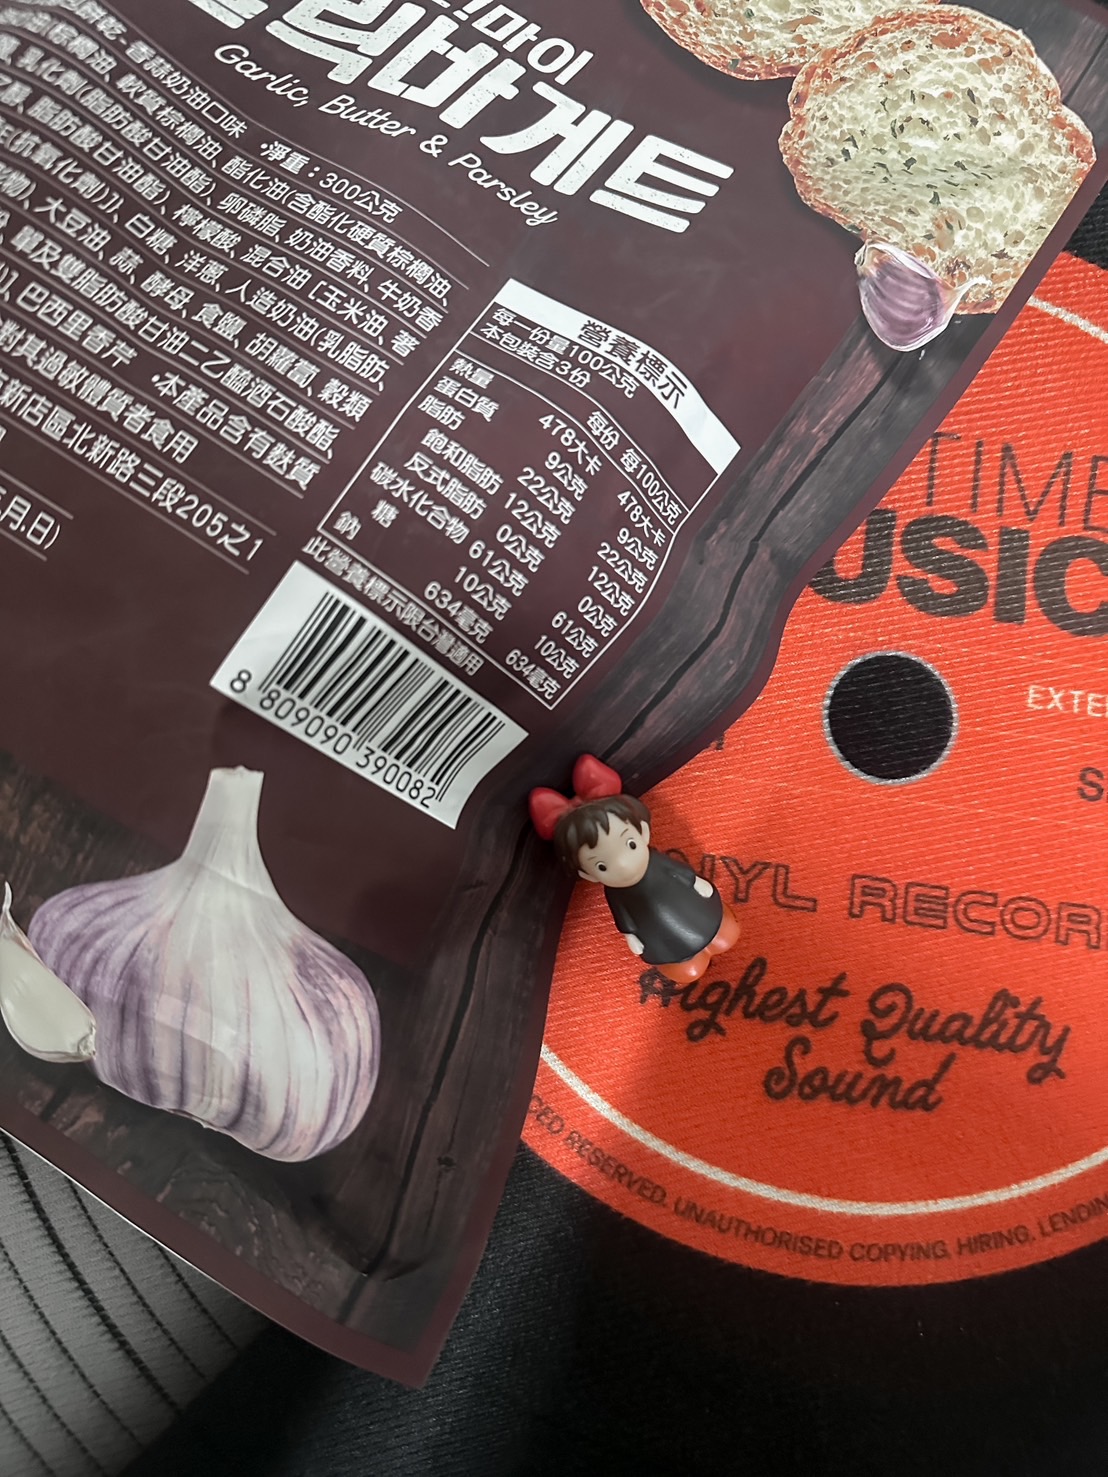 마이
릭바게트
Garlic, Butter & Parsley
香蒜奶油口味 •淨重：300公克
軟質棕櫚油、酯化油(含酯化硬質棕櫚油、
乳化劑(脂肪酸甘油酯)、卵磷脂、奶油香料、牛奶香
脂肪酸甘油酯)、檸檬酸、混合油 [玉米油、
(抗氧化劑)]、白糖、洋蔥、人造奶油(乳脂肪、
大豆油、蒜、酵母、食鹽、胡蘿蔔、穀類
及雙脂肪酸甘油二乙醯酒石酸酯、
巴西里香芹 •本產品含有麩質
對其過敏體質者食用
新店區北新路三段205之1
月.日)
營養標示
每一份量100公克
本包裝含3份
每份 每100公克
熱量 478大卡 478大卡
蛋白質 9公克 9公克
脂肪 22公克 22公克
飽和脂肪 12公克 12公克
反式脂肪 0公克 0公克
碳水化合物 61公克 61公克
糖 10公克 10公克
鈉 634毫克 634毫克
此營養標示限台灣適用
8 809090 390082
TIME
USIC
EXTE
NYL RECOR
Highest Quality
Sound
RESERVED. UNAUTHORISED COPYING, HIRING, LENDIN